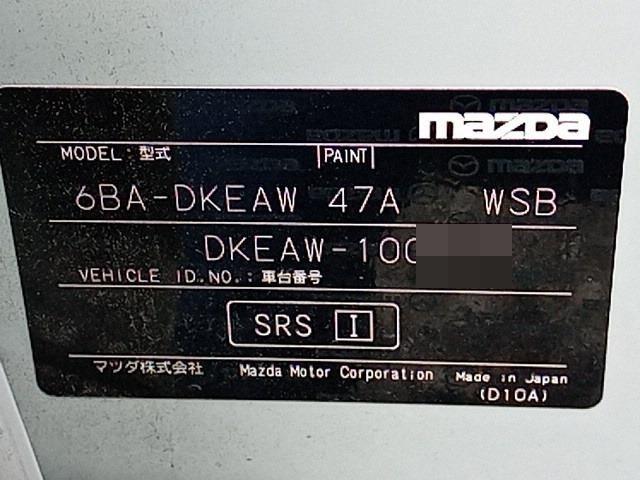 mazda
MODEL : 型式 PAINT
6BA-DKEAW 47A WSB
DKEAW-100
VEHICLE ID.NO.: 車台番号
SRS I
マツダ株式会社 Mazda Motor Corporation Made in Japan
(D10A)